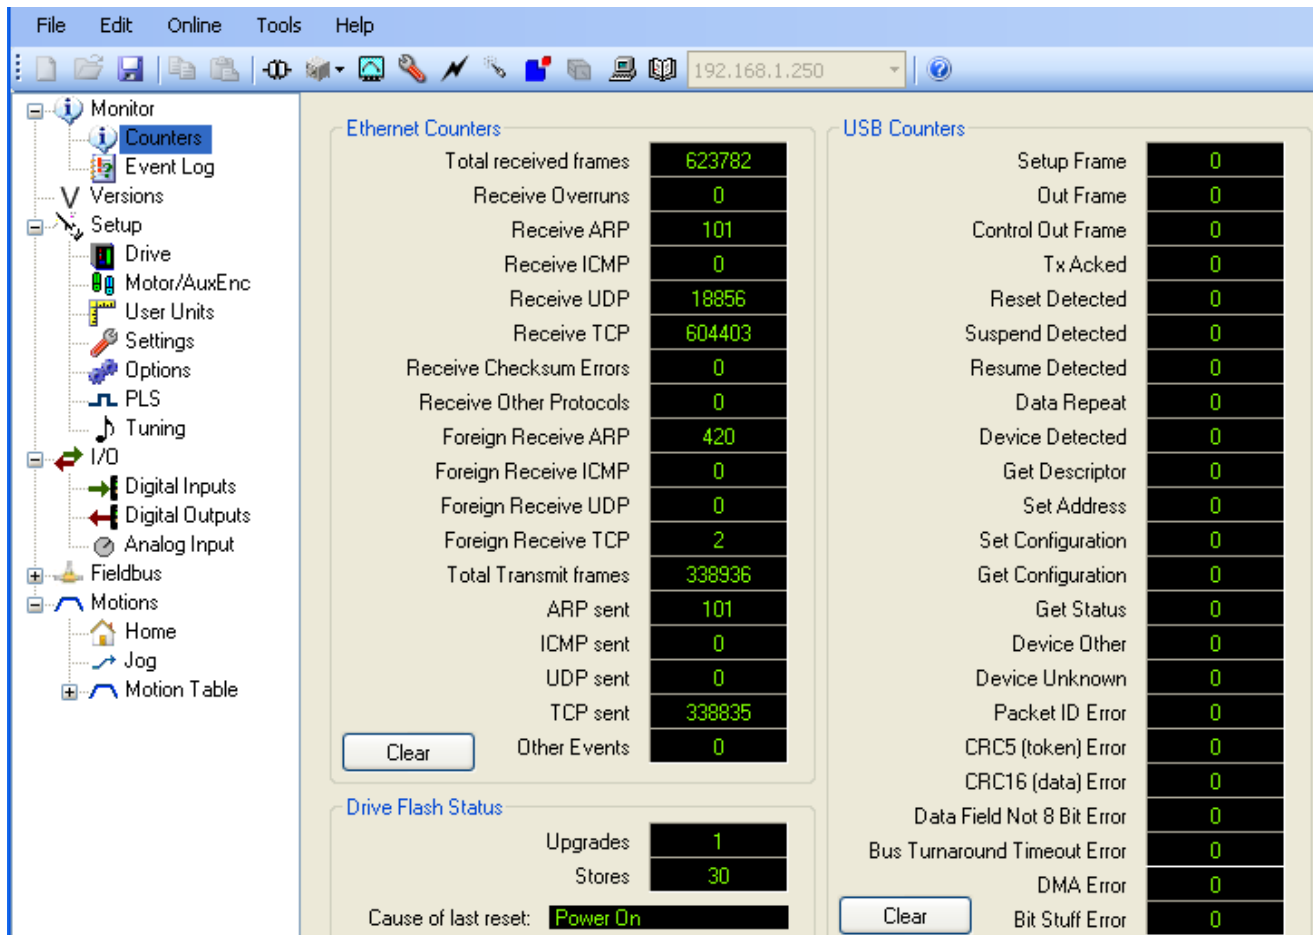 File Edit Online Tools Help
192.168.1.250
Monitor
Counters
Event Log
Versions
Setup
Drive
Motor/AuxEnc
User Units
Settings
Options
PLS
Tuning
I/O
Digital Inputs
Digital Outputs
Analog Input
Fieldbus
Motions
Home
Jog
Motion Table
Ethernet Counters
Total received frames 623782
Receive Overruns 0
Receive ARP 101
Receive ICMP 0
Receive UDP 18856
Receive TCP 604403
Receive Checksum Errors 0
Receive Other Protocols 0
Foreign Receive ARP 420
Foreign Receive ICMP 0
Foreign Receive UDP 0
Foreign Receive TCP 2
Total Transmit frames 338936
ARP sent 101
ICMP sent 0
UDP sent 0
TCP sent 338835
Clear Other Events 0
Drive Flash Status
Upgrades 1
Stores 30
Cause of last reset: Power On
USB Counters
Setup Frame 0
Out Frame 0
Control Out Frame 0
Tx Acked 0
Reset Detected 0
Suspend Detected 0
Resume Detected 0
Data Repeat 0
Device Detected 0
Get Descriptor 0
Set Address 0
Set Configuration 0
Get Configuration 0
Get Status 0
Device Other 0
Device Unknown 0
Packet ID Error 0
CRC5 (token) Error 0
CRC16 (data) Error 0
Data Field Not 8 Bit Error 0
Bus Turnaround Timeout Error 0
DMA Error 0
Clear Bit Stuff Error 0